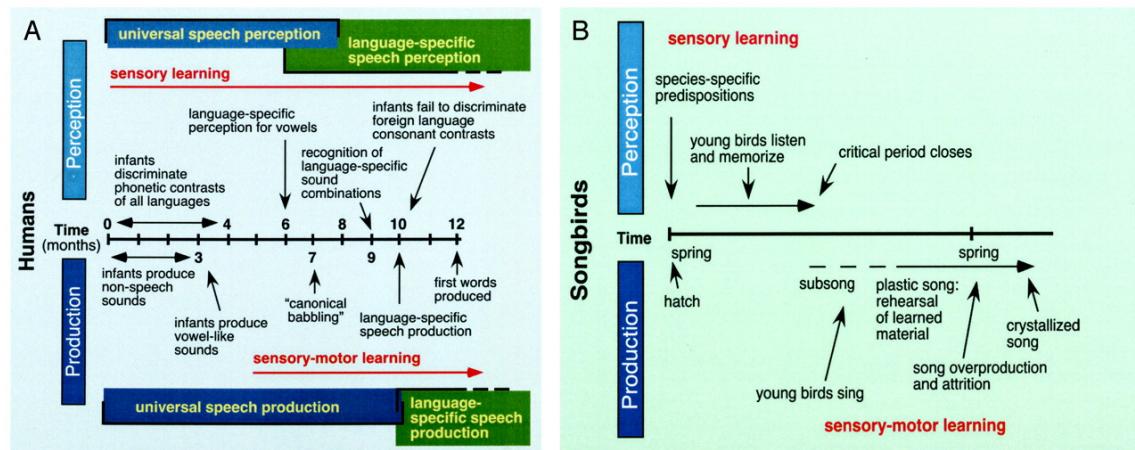 A
universal speech perception
language-specific
speech perception
sensory learning
Perception
language-specific
perception for vowels
infants fail to discriminate
foreign language
consonant contrasts
infants
discriminate
phonetic contrasts
of all languages
recognition of
language-specific
sound
combinations
Humans
0 4 6 8 10 12
Time
(months)
3 7 9
Production
infants produce
non-speech
sounds
infants produce
vowel-like
sounds
"canonical
babbling"
language-specific
speech production
first words
produced
sensory-motor learning
universal speech production
language-
specific speech
production
B
sensory learning
Perception
species-specific
predispositions
young birds listen
and memorize
critical period closes
Songbirds
Time
spring
spring
Production
hatch
subsong
plastic song:
rehearsal
of learned
material
crystallized
song
song overproduction
and attrition
young birds sing
sensory-motor learning